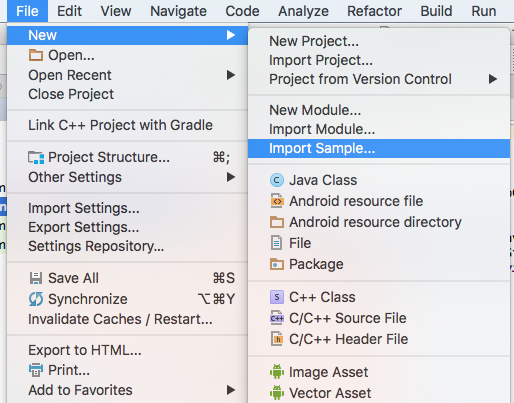 File Edit View Navigate Code Analyze Refactor Build Run
New
Open...
Open Recent
Close Project
Link C++ Project with Gradle
Project Structure... ⌘;
Other Settings
Import Settings...
Export Settings...
Settings Repository...
Save All ⌘S
Synchronize ⌥⌘Y
Invalidate Caches / Restart...
Export to HTML...
Print...
Add to Favorites
New Project...
Import Project...
Project from Version Control
New Module...
Import Module...
Import Sample...
Java Class
Android resource file
Android resource directory
File
Package
C++ Class
C/C++ Source File
C/C++ Header File
Image Asset
Vector Asset